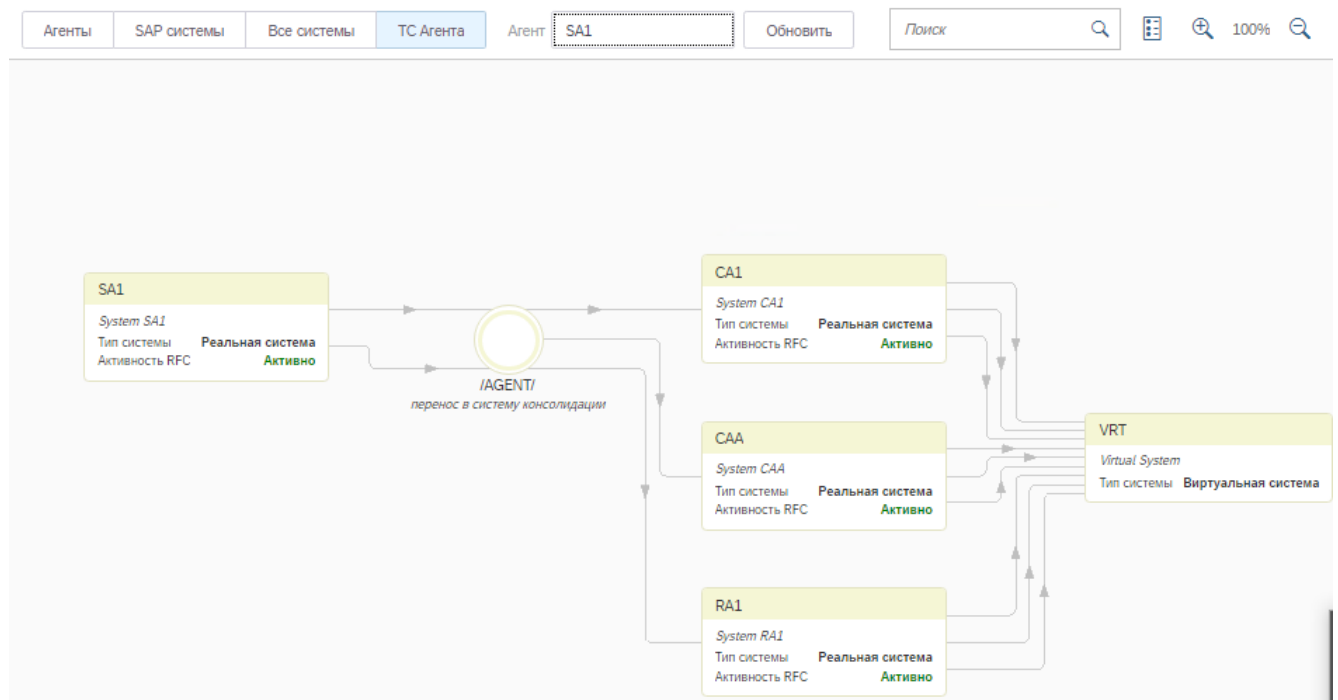 Агенты SAP системы Все системы ТС Агента Агент SA1 Обновить Поиск 100%
SA1
System SA1
Тип системы Реальная система
Активность RFC Активно
/AGENT/
перенос в систему консолидации
CA1
System CA1
Тип системы Реальная система
Активность RFC Активно
CAA
System CAA
Тип системы Реальная система
Активность RFC Активно
RA1
System RA1
Тип системы Реальная система
Активность RFC Активно
VRT
Virtual System
Тип системы Виртуальная система